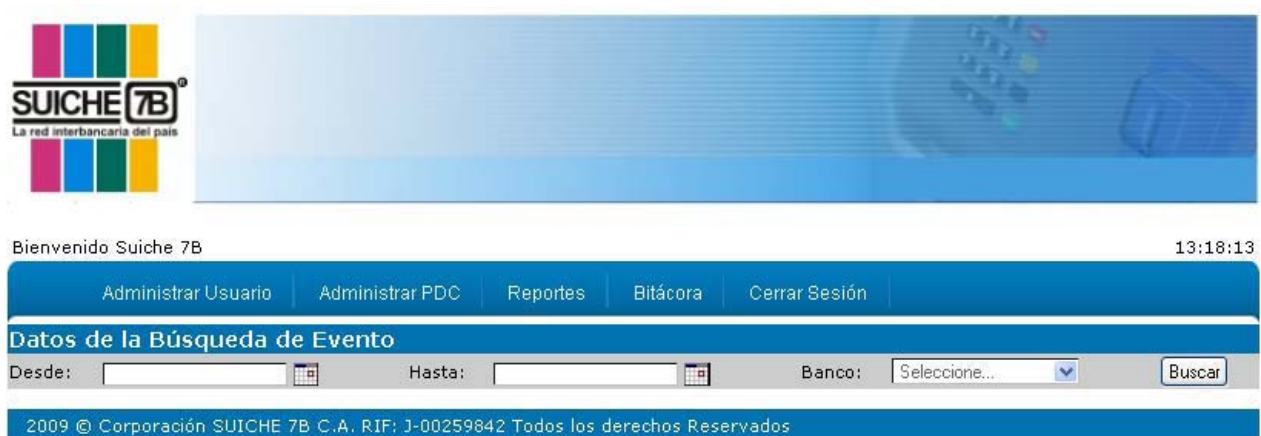 SUICHE 7B®
La red interbancaria del país
Bienvenido Suiche 7B 13:18:13
Administrar Usuario Administrar PDC Reportes Bitácora Cerrar Sesión
Datos de la Búsqueda de Evento
Desde: Hasta: Banco: Seleccione... Buscar
2009 © Corporación SUICHE 7B C.A. RIF: J-00259842 Todos los derechos Reservados